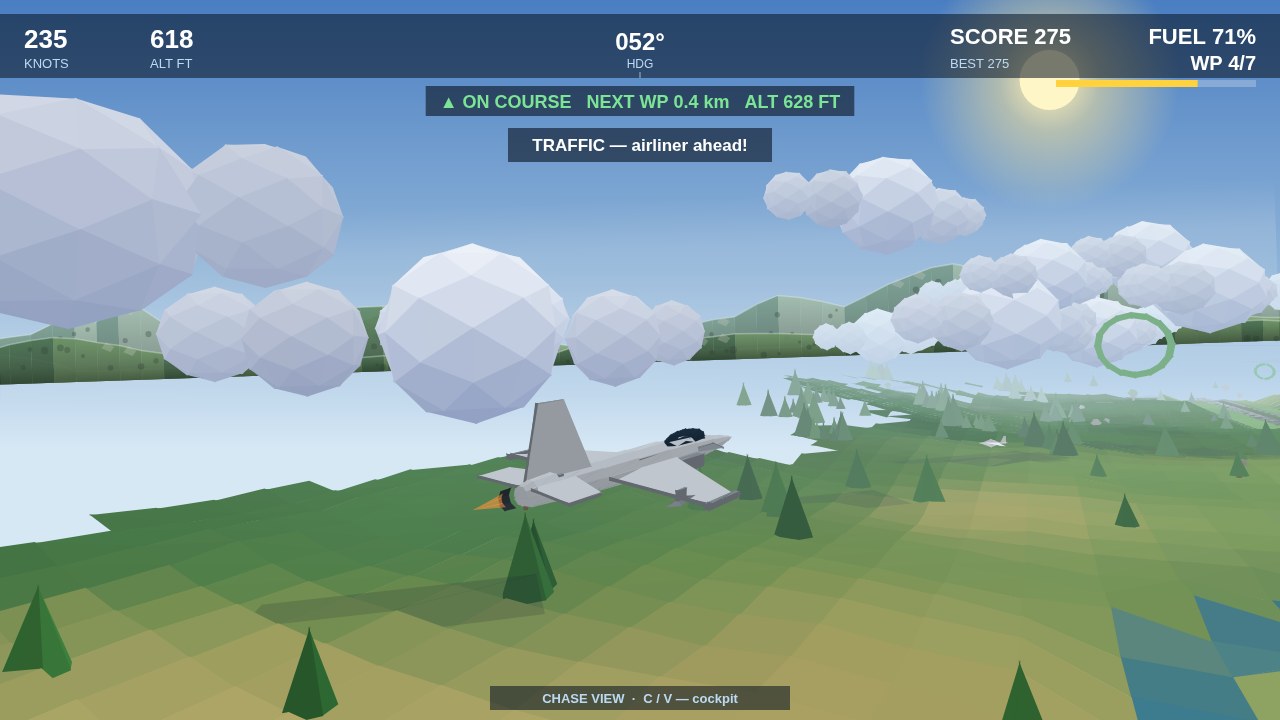 235
KNOTS
618
ALT FT
052°
HDG
SCORE 275
BEST 275
FUEL 71%
WP 4/7
▲ ON COURSE NEXT WP 0.4 km ALT 628 FT
TRAFFIC — airliner ahead!
CHASE VIEW · C / V — cockpit